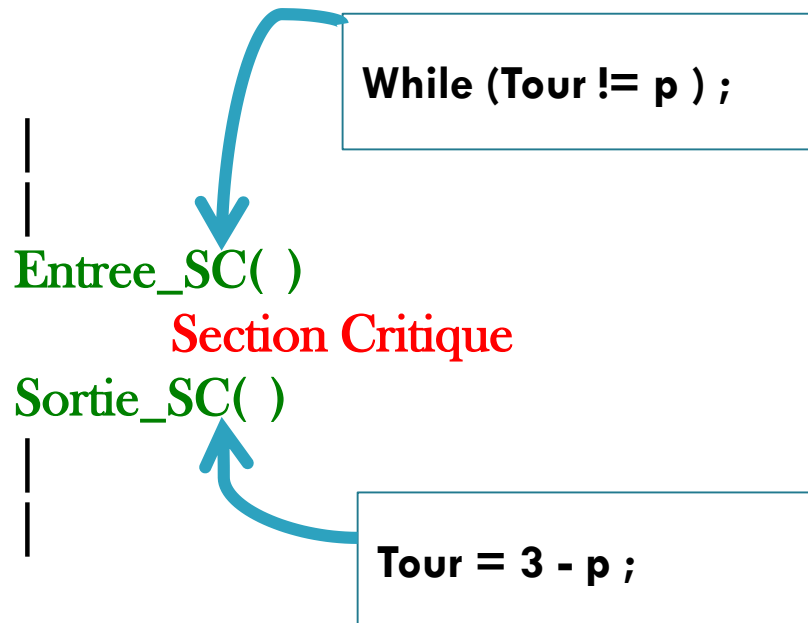 While (Tour != p ) ;
|
|
Entree_SC( )
Section Critique
Sortie_SC( )
|
|
Tour = 3 - p ;